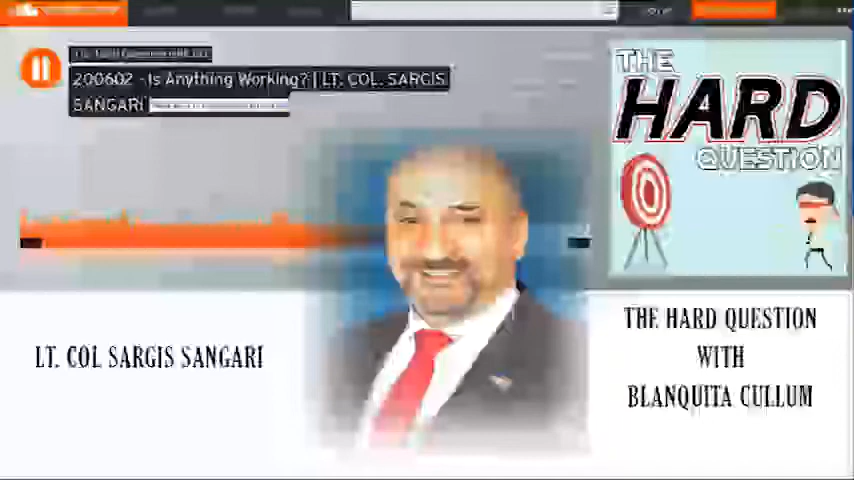 200602 - Is Anything Working? | LT. COL. SARGIS
SANGARI
THE
HARD
QUESTION
LT. COL SARGIS SANGARI
THE HARD QUESTION
WITH
BLANQUITA CULLUM